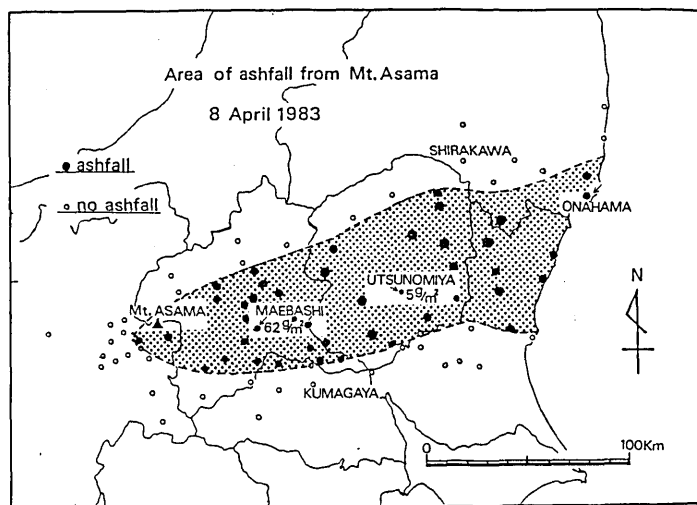 Area of ashfall from Mt. Asama
8 April 1983
ashfall
no ashfall
SHIRAKAWA
ONAHAMA
UTSUNOMIYA
5g/m²
N
Mt. ASAMA
MAEBASHI
62g/m²
KUMAGAYA
0 100Km